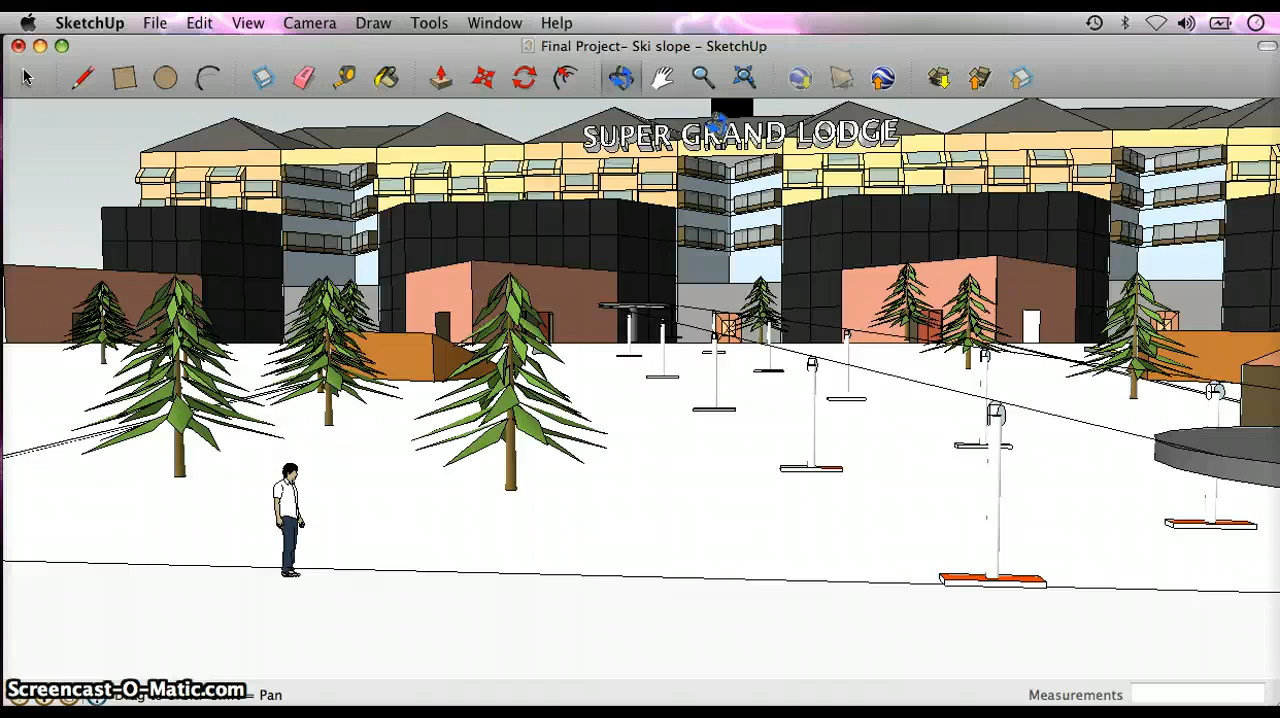 SketchUp File Edit View Camera Draw Tools Window Help
Final Project- Ski slope - SketchUp
SUPER GRAND LODGE
Screencast-O-Matic.com
Pan
Measurements